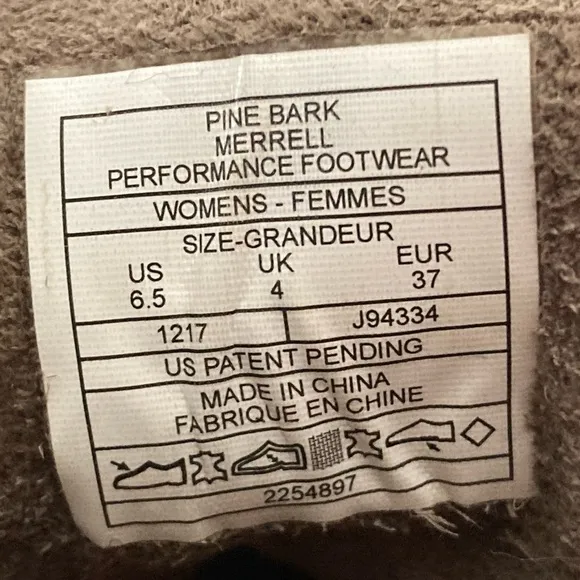 PINE BARK
MERRELL
PERFORMANCE FOOTWEAR
WOMENS - FEMMES
SIZE-GRANDEUR
US UK EUR
6.5 4 37
1217 J94334
US PATENT PENDING
MADE IN CHINA
FABRIQUE EN CHINE
2254897